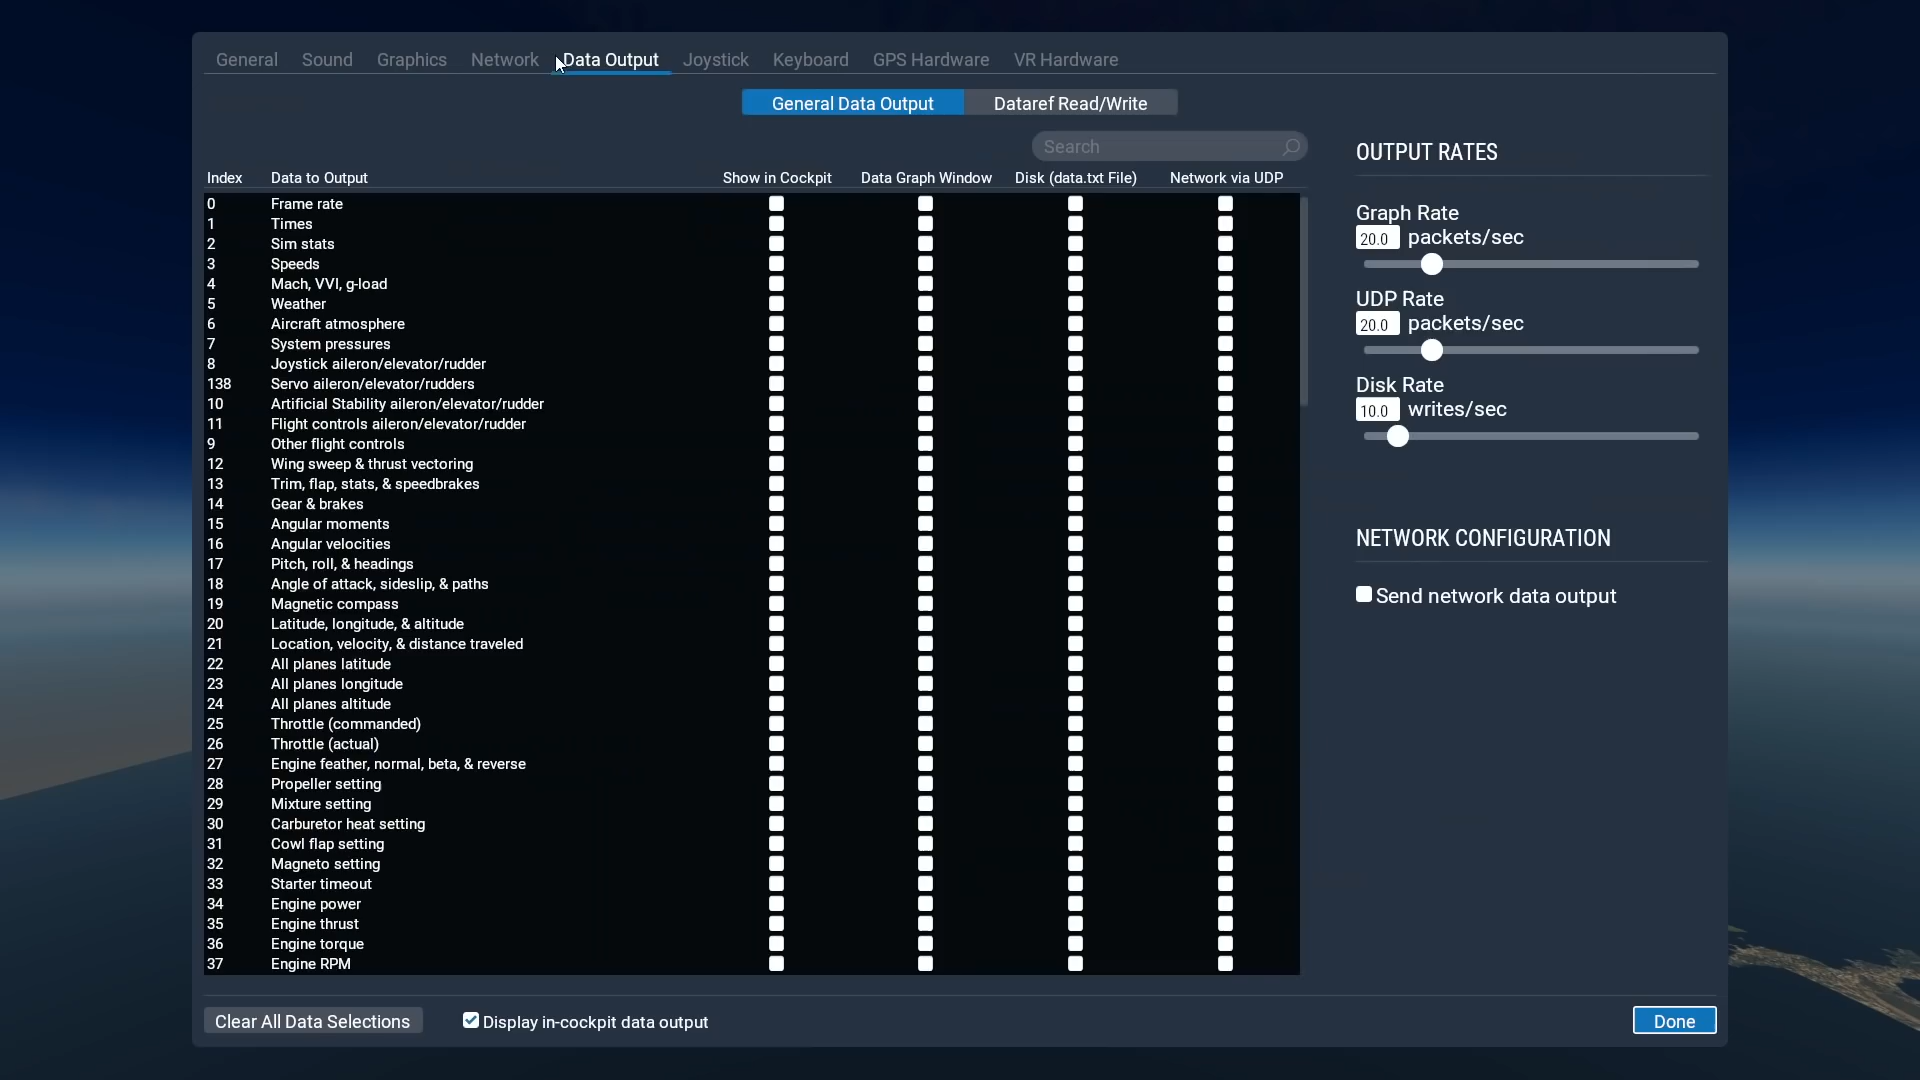 General Sound Graphics Network Data Output Joystick Keyboard GPS Hardware VR Hardware
General Data Output Dataref Read/Write
Search
Index Data to Output Show in Cockpit Data Graph Window Disk (data.txt File) Network via UDP
0 Frame rate
1 Times
2 Sim stats
3 Speeds
4 Mach, VVI, g-load
5 Weather
6 Aircraft atmosphere
7 System pressures
8 Joystick aileron/elevator/rudder
138 Servo aileron/elevator/rudders
10 Artificial Stability aileron/elevator/rudder
11 Flight controls aileron/elevator/rudder
9 Other flight controls
12 Wing sweep & thrust vectoring
13 Trim, flap, stats, & speedbrakes
14 Gear & brakes
15 Angular moments
16 Angular velocities
17 Pitch, roll, & headings
18 Angle of attack, sideslip, & paths
19 Magnetic compass
20 Latitude, longitude, & altitude
21 Location, velocity, & distance traveled
22 All planes latitude
23 All planes longitude
24 All planes altitude
25 Throttle (commanded)
26 Throttle (actual)
27 Engine feather, normal, beta, & reverse
28 Propeller setting
29 Mixture setting
30 Carburetor heat setting
31 Cowl flap setting
32 Magneto setting
33 Starter timeout
34 Engine power
35 Engine thrust
36 Engine torque
37 Engine RPM
OUTPUT RATES
Graph Rate
20.0 packets/sec
UDP Rate
20.0 packets/sec
Disk Rate
10.0 writes/sec
NETWORK CONFIGURATION
Send network data output
Clear All Data Selections Display in-cockpit data output Done